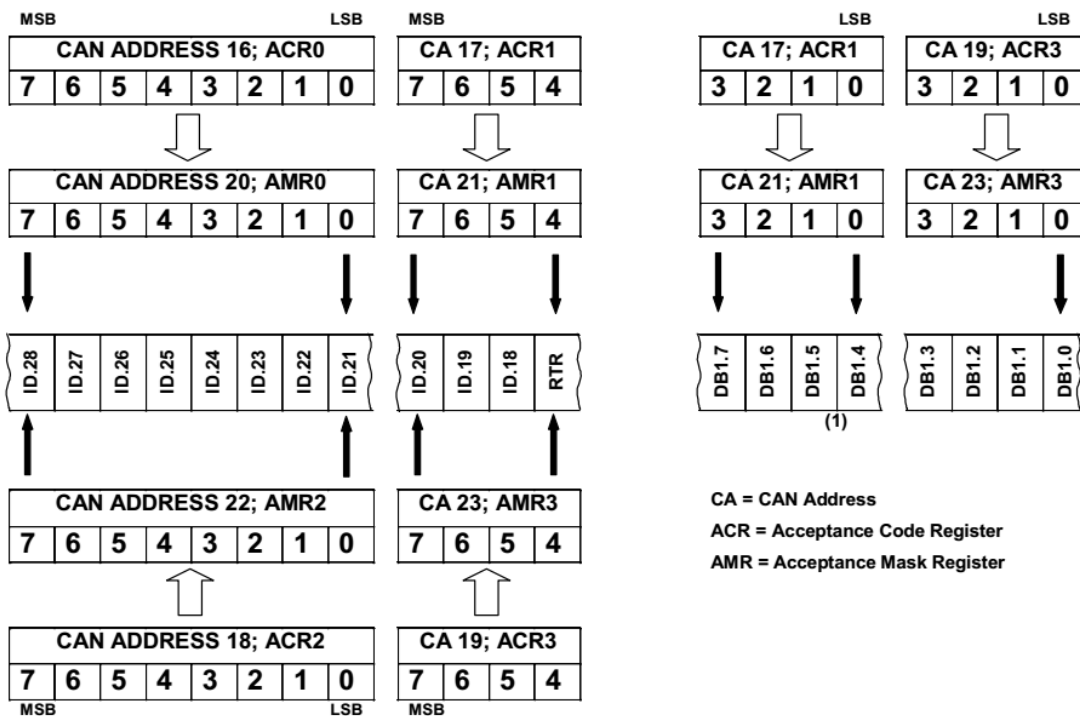 MSB LSB MSB LSB LSB
CAN ADDRESS 16; ACR0 CA 17; ACR1 CA 17; ACR1 CA 19; ACR3
7 6 5 4 3 2 1 0 7 6 5 4 3 2 1 0 3 2 1 0
CAN ADDRESS 20; AMR0 CA 21; AMR1 CA 21; AMR1 CA 23; AMR3
7 6 5 4 3 2 1 0 7 6 5 4 3 2 1 0 3 2 1 0
ID.28 ID.27 ID.26 ID.25 ID.24 ID.23 ID.22 ID.21 ID.20 ID.19 ID.18 RTR DB1.7 DB1.6 DB1.5 DB1.4 DB1.3 DB1.2 DB1.1 DB1.0
(1)
CAN ADDRESS 22; AMR2 CA 23; AMR3
7 6 5 4 3 2 1 0 7 6 5 4
CAN ADDRESS 18; ACR2 CA 19; ACR3
7 6 5 4 3 2 1 0 7 6 5 4
MSB LSB MSB
CA = CAN Address
ACR = Acceptance Code Register
AMR = Acceptance Mask Register